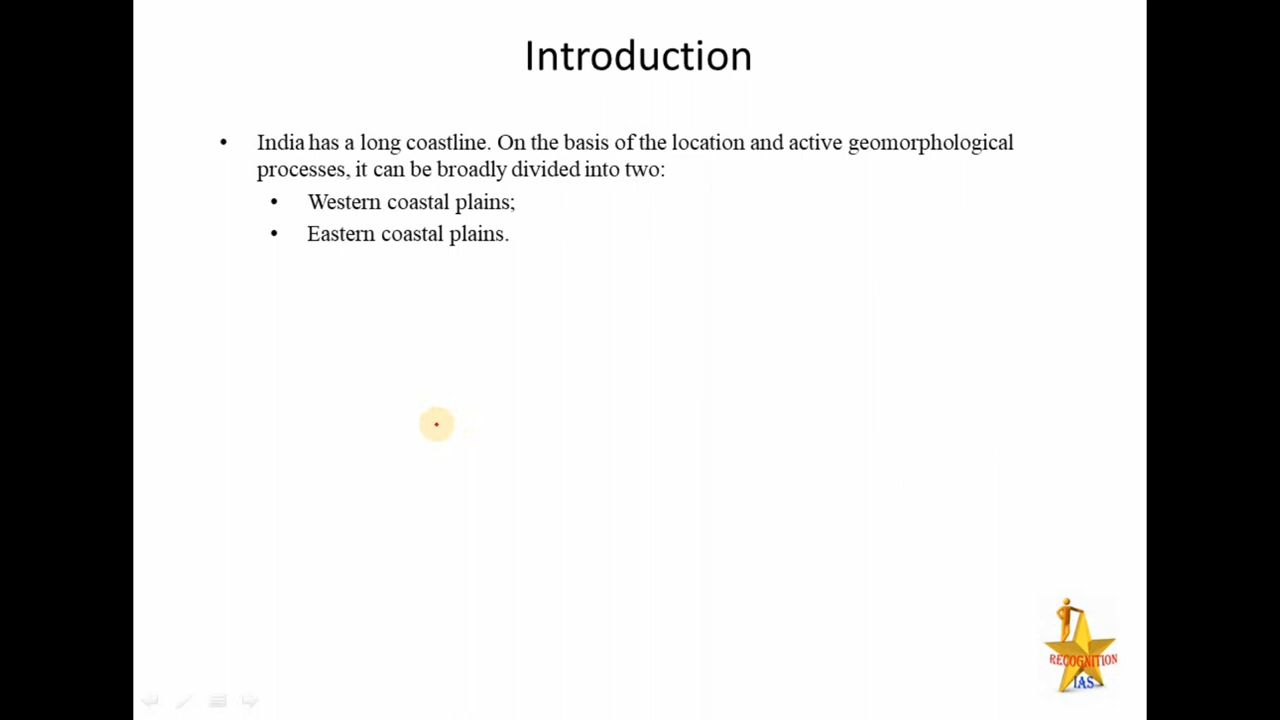 Introduction
• India has a long coastline. On the basis of the location and active geomorphological
processes, it can be broadly divided into two:
• Western coastal plains;
• Eastern coastal plains.
RECOGNITION
IAS